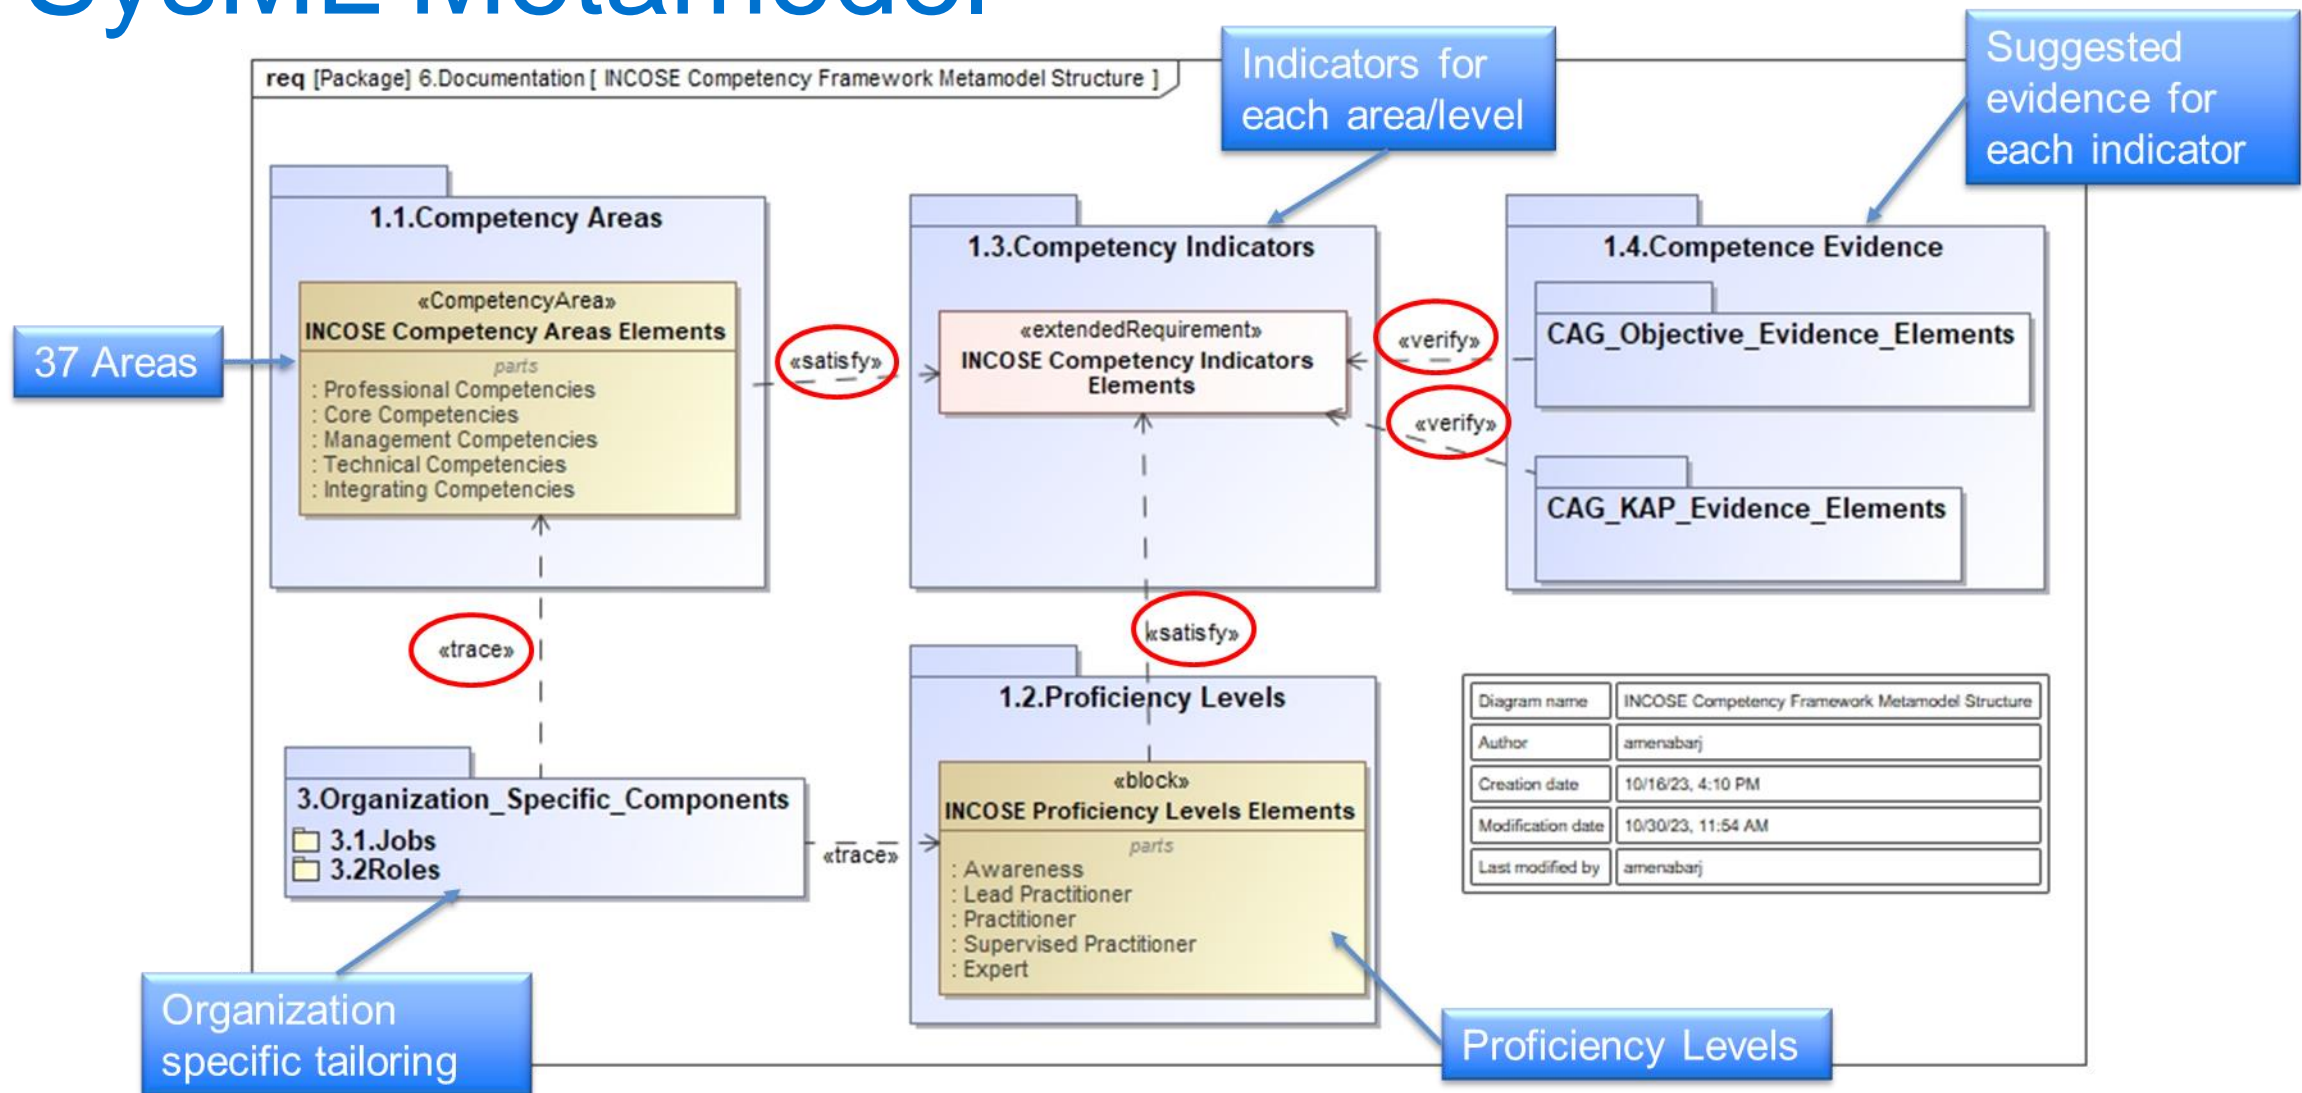 SysML Metamodel
req [Package] 6.Documentation [ INCOSE Competency Framework Metamodel Structure ]
Indicators for
each area/level
Suggested
evidence for
each indicator
37 Areas
1.1.Competency Areas
«CompetencyArea»
INCOSE Competency Areas Elements
parts
: Professional Competencies
: Core Competencies
: Management Competencies
: Technical Competencies
: Integrating Competencies
«satisfy»
1.3.Competency Indicators
«extendedRequirement»
INCOSE Competency Indicators
Elements
«verify»
«verify»
1.4.Competence Evidence
CAG_Objective_Evidence_Elements
CAG_KAP_Evidence_Elements
«trace»
«satisfy»
3.Organization_Specific_Components
3.1.Jobs
3.2Roles
«trace»
1.2.Proficiency Levels
«block»
INCOSE Proficiency Levels Elements
parts
: Awareness
: Lead Practitioner
: Practitioner
: Supervised Practitioner
: Expert
Diagram name INCOSE Competency Framework Metamodel Structure
Author amenabarj
Creation date 10/16/23, 4:10 PM
Modification date 10/30/23, 11:54 AM
Last modified by amenabarj
Organization
specific tailoring
Proficiency Levels